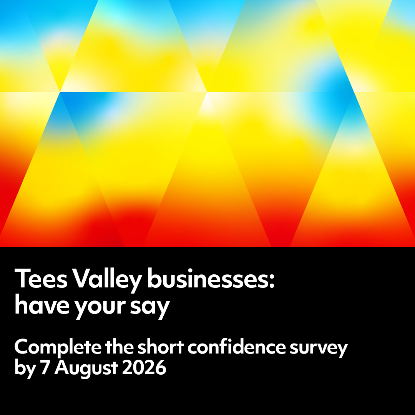 Tees Valley businesses:
have your say
Complete the short confidence survey
by 7 August 2026